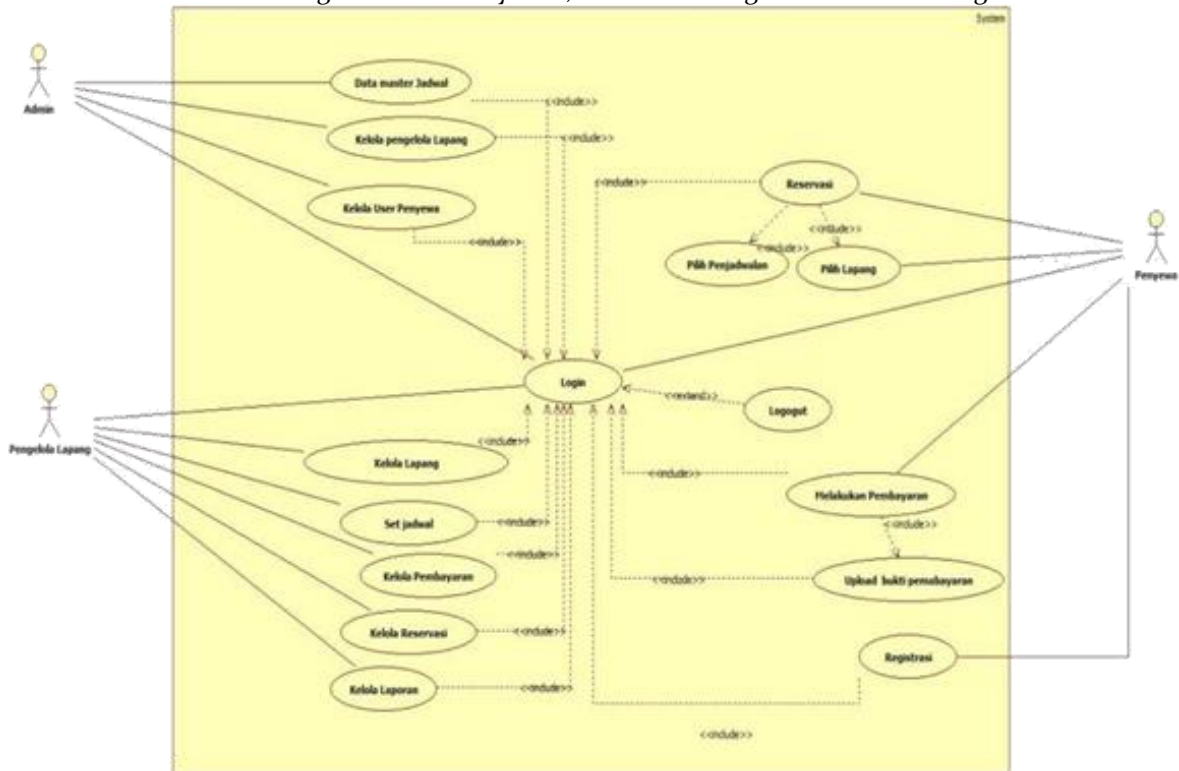 System
Admin
Data master Jadwal
<<include>>
Kelola pengelola Lapang
<<include>>
Kelola User Penyewa
<<include>>
<<include>>
Reservasi
<<include>>
<<include>>
Pilih Penjadwalan
Pilih Lapang
Penyewa
Login
<<extend>>
Logogut
Pengelola Lapang
<<include>>
Kelola Lapang
<<include>>
Melakukan Pembayaran
<<include>>
Set jadwal
<<include>>
<<include>>
Kelola Pembayaran
<<include>>
Upload bukti pemabayaran
Kelola Reservasi
<<include>>
Registrasi
Kelola Laporan
<<include>>
<<include>>